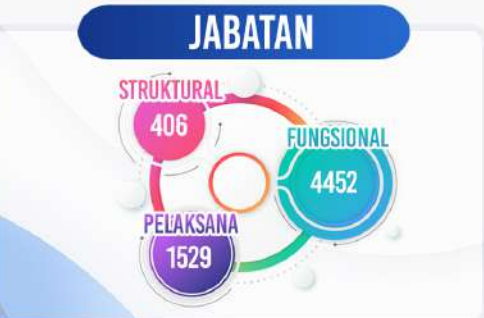 JABATAN
STRUKTURAL
406
FUNGSIONAL
4452
PELAKSANA
1529